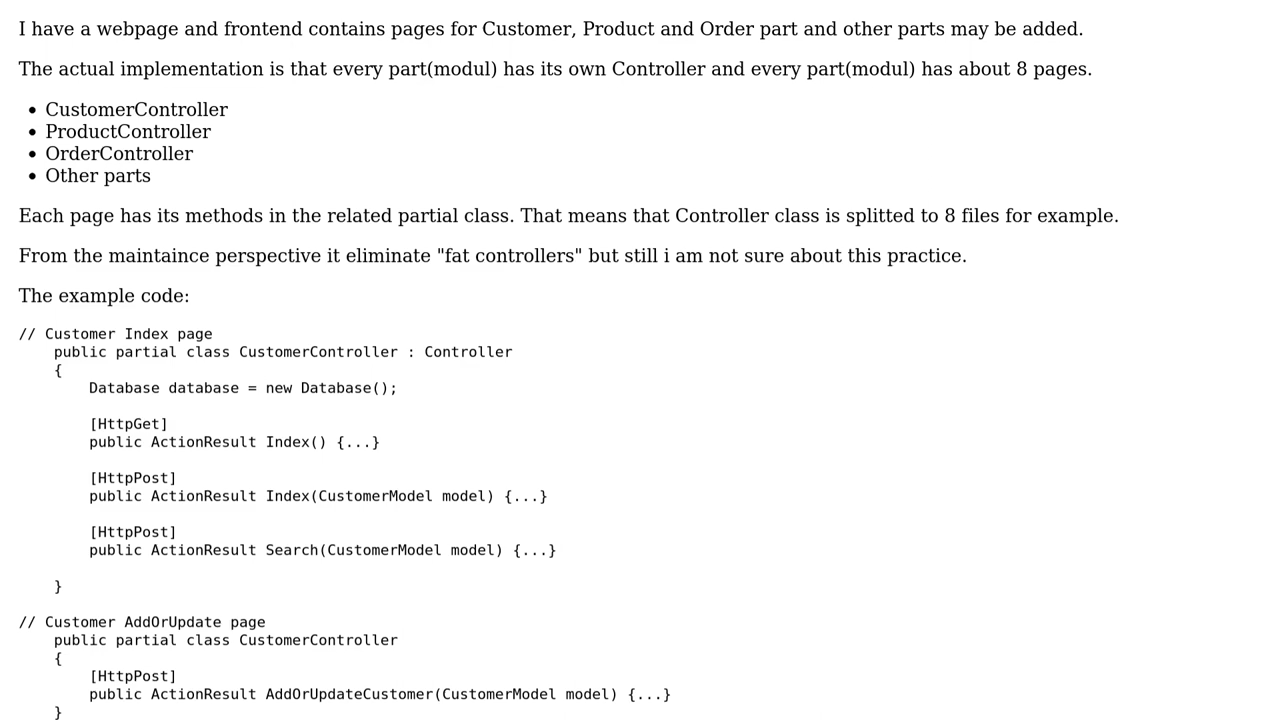 I have a webpage and frontend contains pages for Customer, Product and Order part and other parts may be added.
The actual implementation is that every part(modul) has its own Controller and every part(modul) has about 8 pages.
• CustomerController
• ProductController
• OrderController
• Other parts
Each page has its methods in the related partial class. That means that Controller class is splitted to 8 files for example.
From the maintaince perspective it eliminate "fat controllers" but still i am not sure about this practice.
The example code:
// Customer Index page
    public partial class CustomerController : Controller
    {
        Database database = new Database();
        [HttpGet]
        public ActionResult Index() {...}
        [HttpPost]
        public ActionResult Index(CustomerModel model) {...}
        [HttpPost]
        public ActionResult Search(CustomerModel model) {...}
    }
// Customer AddOrUpdate page
    public partial class CustomerController
    {
        [HttpPost]
        public ActionResult AddOrUpdateCustomer(CustomerModel model) {...}
    }